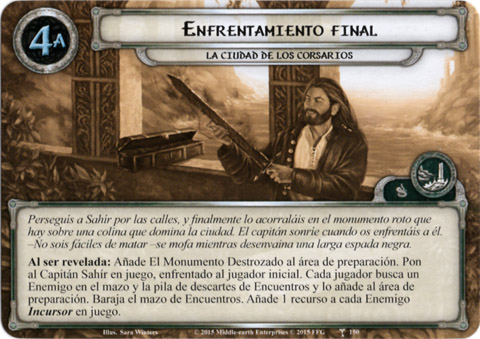 4A
ENFRENTAMIENTO FINAL
LA CIUDAD DE LOS CORSARIOS
Perseguís a Sahír por las calles, y finalmente lo acorraláis en el monumento roto que
hay sobre una colina que domina la ciudad. El capitán sonríe cuando os enfrentáis a él.
–No sois fáciles de matar –se mofa mientras desenvaina una larga espada negra.
Al ser revelada: Añade El Monumento Destrozado al área de preparación. Pon
al Capitán Sahír en juego, enfrentado al jugador inicial. Cada jugador busca un
Enemigo en el mazo y la pila de descartes de Encuentros y lo añade al área de
preparación. Baraja el mazo de Encuentros. Añade 1 recurso a cada Enemigo
Incursor en juego.
Illus. Sara Winters © 2015 Middle-earth Enterprises © 2015 FFG 150